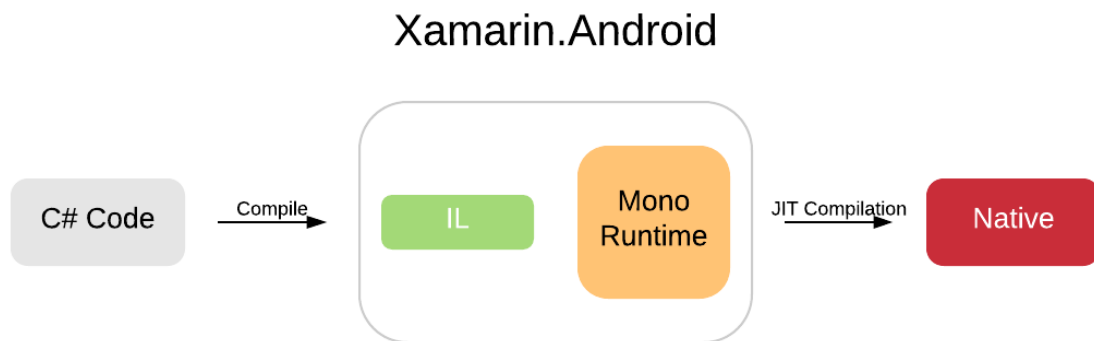 Xamarin.Android
C# Code
Compile
IL
Mono
Runtime
JIT Compilation
Native